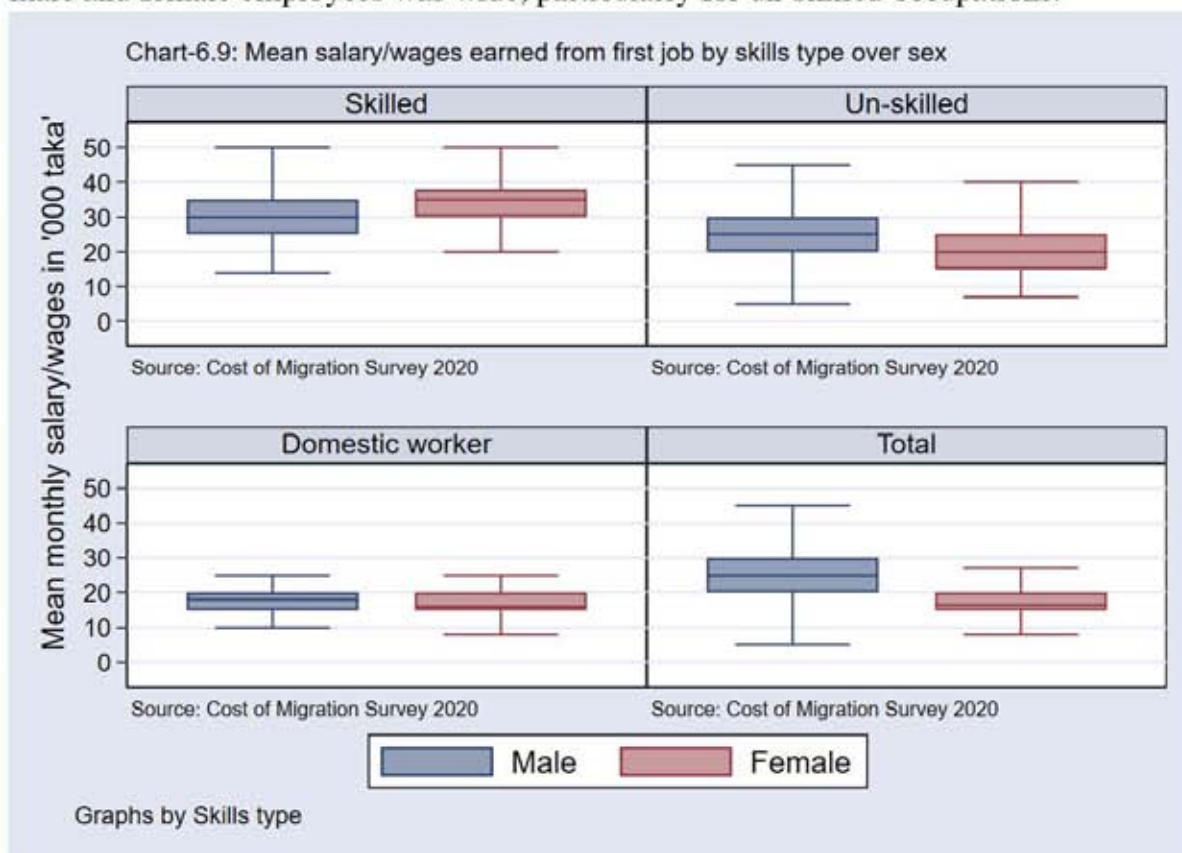 Chart-6.9: Mean salary/wages earned from first job by skills type over sex
Mean monthly salary/wages in '000 taka'
Skilled
50
40
30
20
10
0
Source: Cost of Migration Survey 2020
Un-skilled
Source: Cost of Migration Survey 2020
Domestic worker
50
40
30
20
10
0
Source: Cost of Migration Survey 2020
Total
Source: Cost of Migration Survey 2020
Male Female
Graphs by Skills type